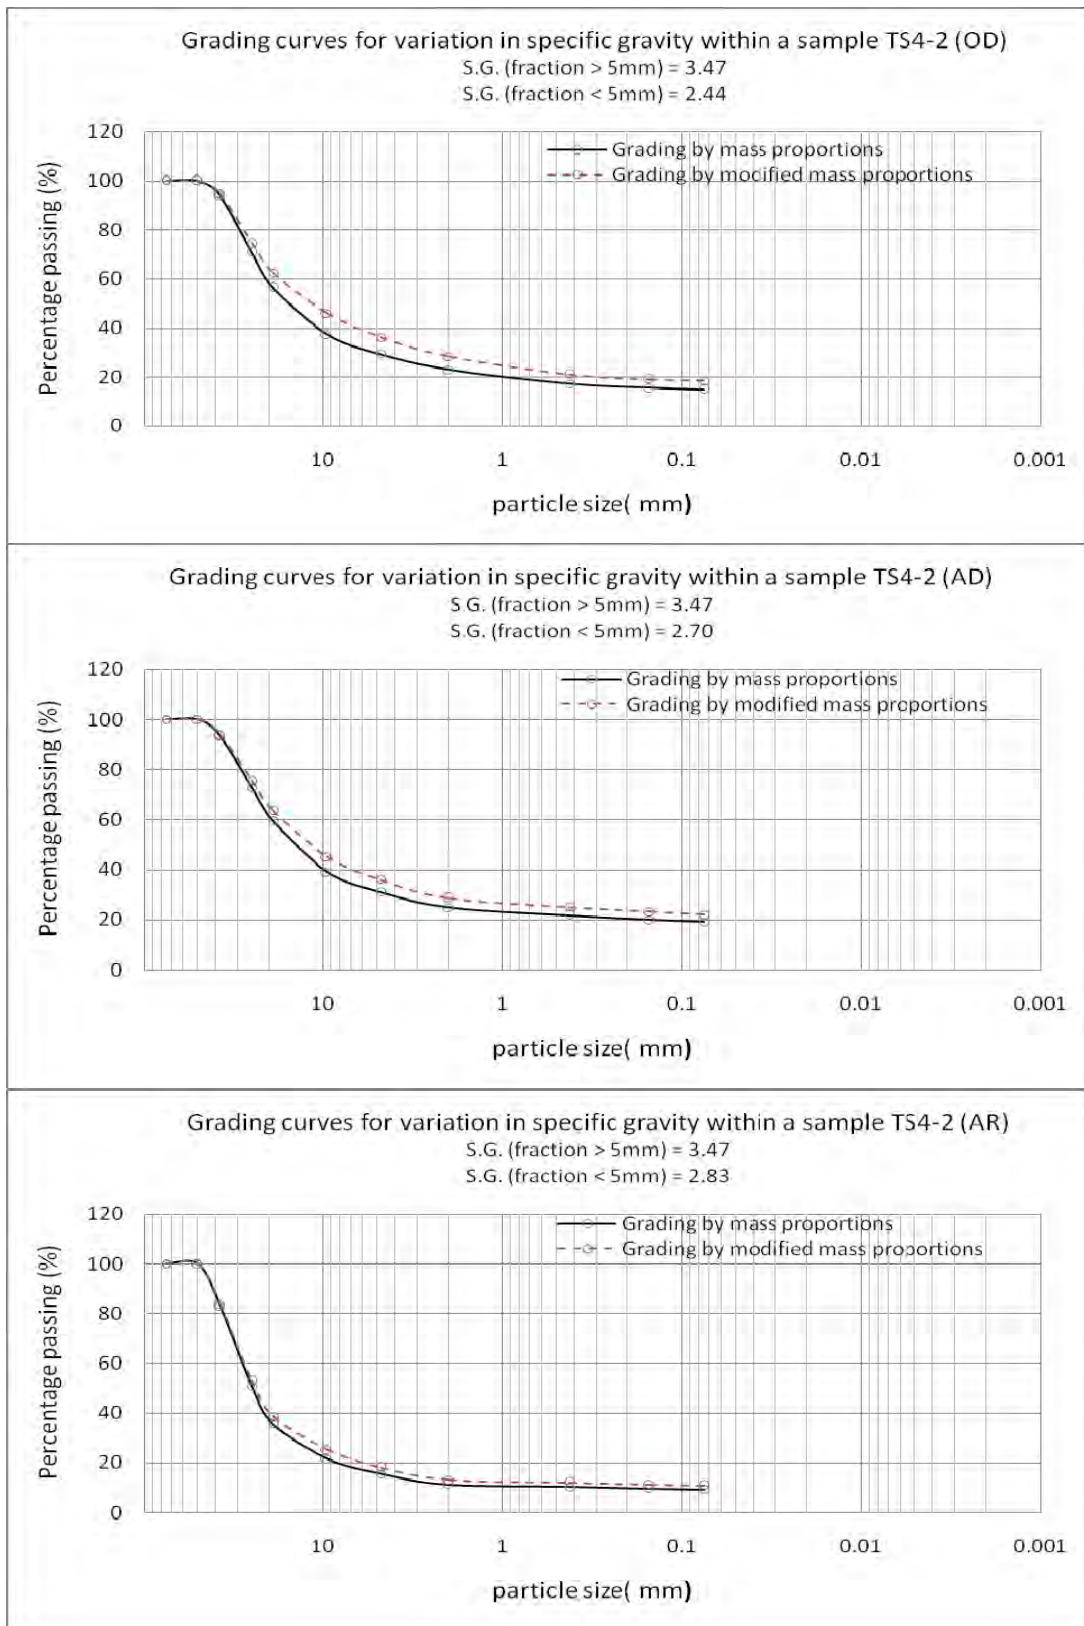 Grading curves for variation in specific gravity within a sample TS4-2 (OD)
S.G. (fraction > 5mm) = 3.47
S.G. (fraction < 5mm) = 2.44
Percentage passing (%)
120
100
80
60
40
20
0
Grading by mass proportions
Grading by modified mass proportions
10 1 0.1 0.01 0.001
particle size( mm)
Grading curves for variation in specific gravity within a sample TS4-2 (AD)
S.G. (fraction > 5mm) = 3.47
S.G. (fraction < 5mm) = 2.70
Percentage passing (%)
120
100
80
60
40
20
0
Grading by mass proportions
Grading by modified mass proportions
10 1 0.1 0.01 0.001
particle size( mm)
Grading curves for variation in specific gravity within a sample TS4-2 (AR)
S.G. (fraction > 5mm) = 3.47
S.G. (fraction < 5mm) = 2.83
Percentage passing (%)
120
100
80
60
40
20
0
Grading by mass proportions
Grading by modified mass proportions
10 1 0.1 0.01 0.001
particle size( mm)